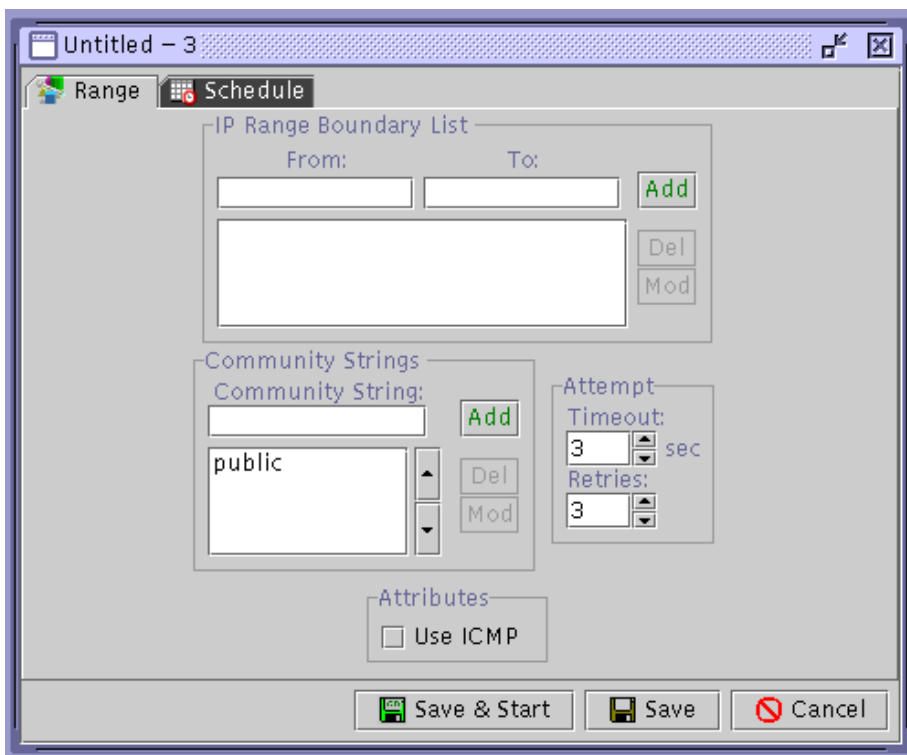 Untitled – 3
Range Schedule
IP Range Boundary List
From: To:
Add
Del
Mod
Community Strings
Community String:
Add
public
Del
Mod
Attempt
Timeout:
3 sec
Retries:
3
Attributes
Use ICMP
Save & Start Save Cancel